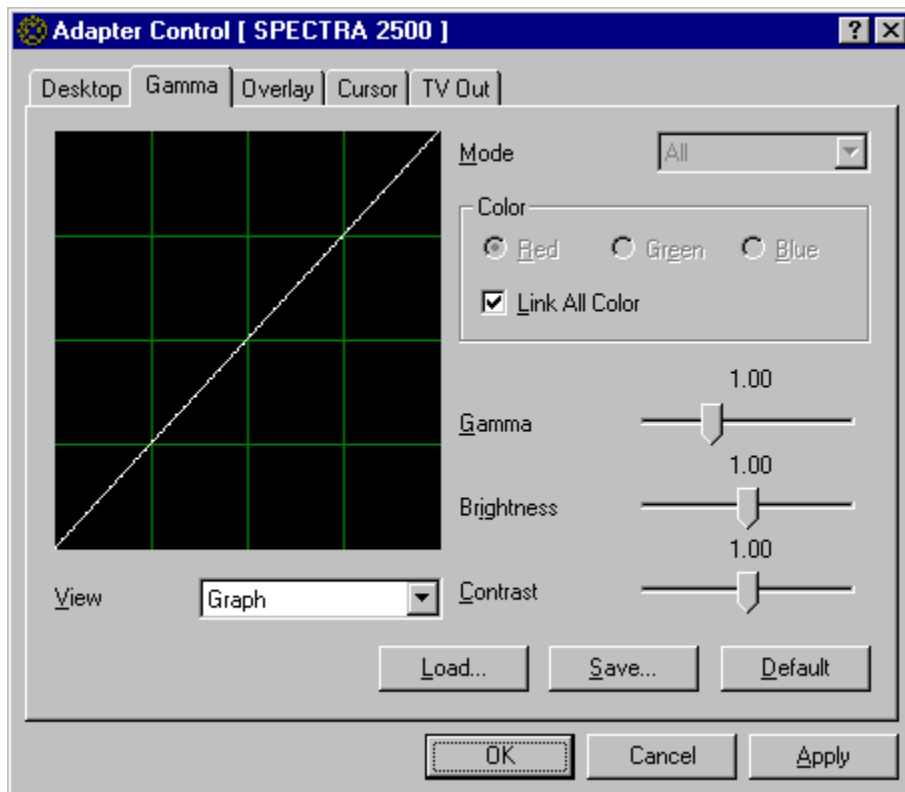 Adapter Control [ SPECTRA 2500 ]
Desktop Gamma Overlay Cursor TV Out
Mode All
Color
Red Green Blue
Link All Color
1.00
Gamma
1.00
Brightness
1.00
Contrast
View Graph
Load... Save... Default
OK Cancel Apply